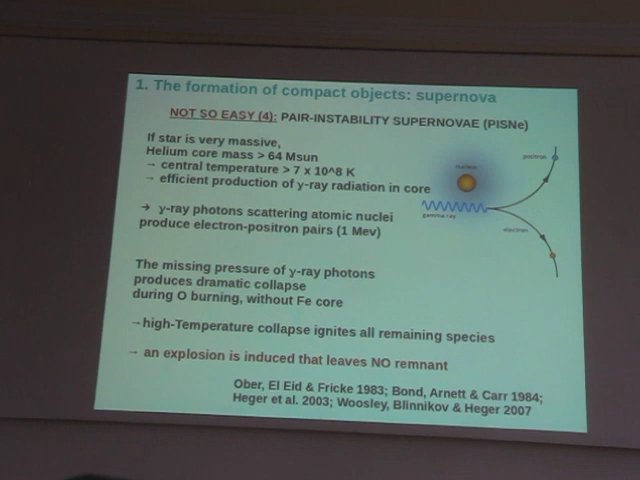 1. The formation of compact objects: supernova
NOT SO EASY (4): PAIR-INSTABILITY SUPERNOVAE (PISNe)
If star is very massive,
Helium core mass > 64 Msun
→ central temperature > 7 x 10^8 K
→ efficient production of γ-ray radiation in core
→ γ-ray photons scattering atomic nuclei
produce electron-positron pairs (1 Mev)
positron
nucleus
gamma ray
electron
The missing pressure of γ-ray photons
produces dramatic collapse
during O burning, without Fe core
→high-Temperature collapse ignites all remaining species
→ an explosion is induced that leaves NO remnant
Ober, El Eid & Fricke 1983; Bond, Arnett & Carr 1984;
Heger et al. 2003; Woosley, Blinnikov & Heger 2007